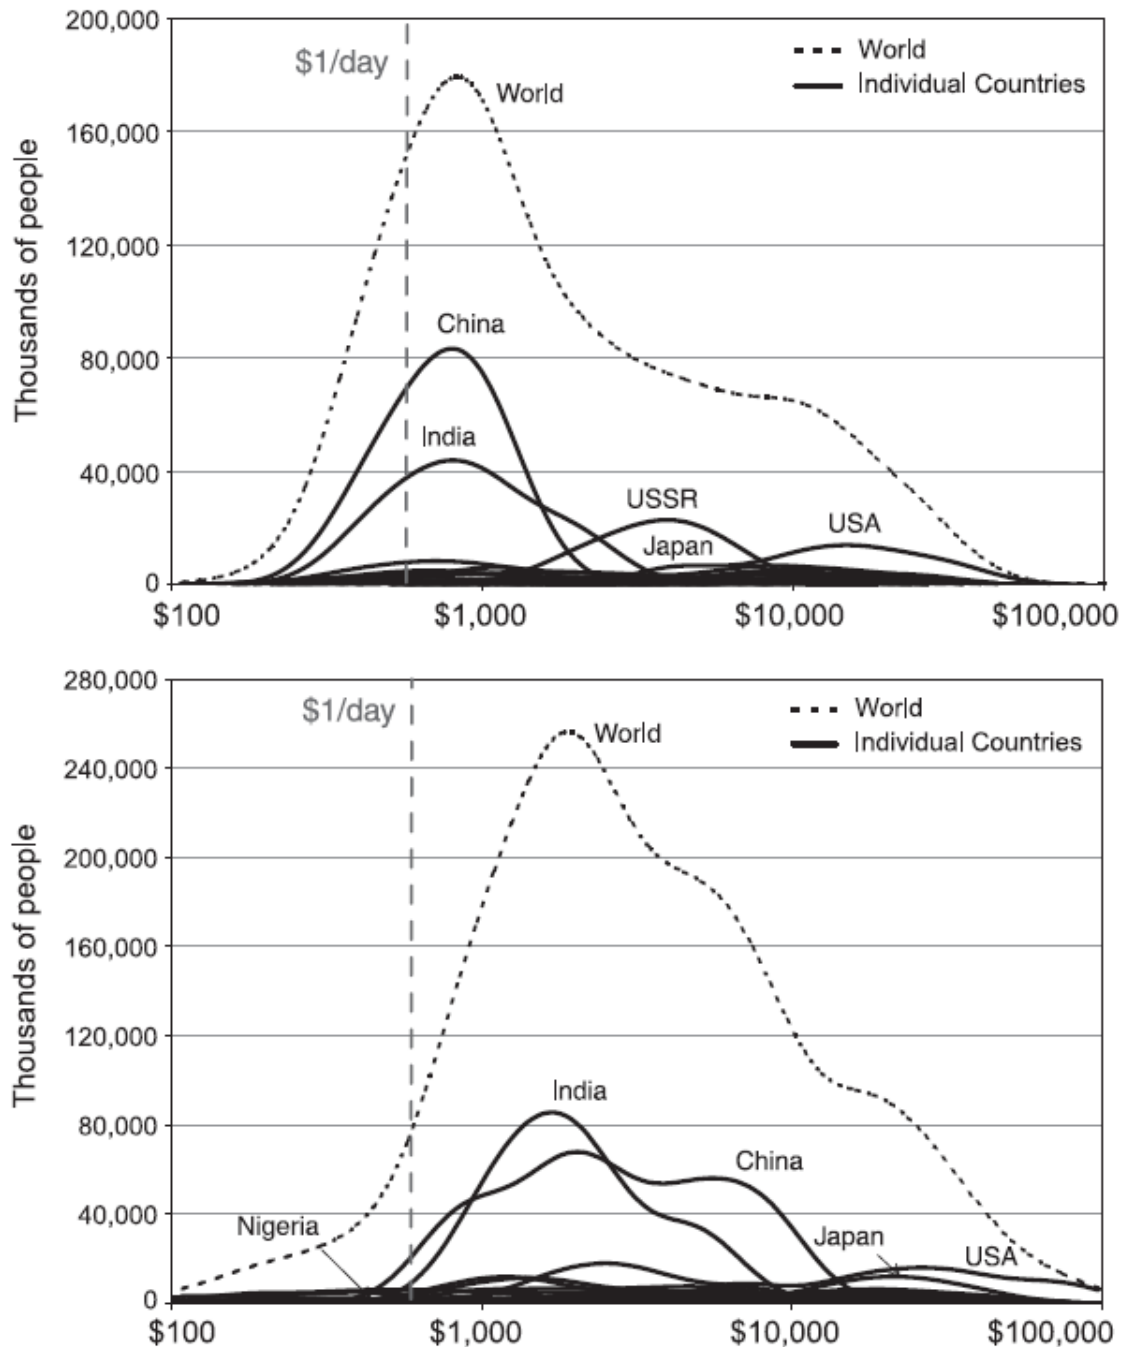 200,000
$1/day
World
World
Individual Countries
160,000
120,000
China
80,000
India
40,000
USSR
USA
Japan
0
Thousands of people
$100
$1,000
$10,000
$100,000
280,000
$1/day
World
World
Individual Countries
240,000
200,000
160,000
120,000
India
80,000
China
40,000
Nigeria
Japan
USA
0
Thousands of people
$100
$1,000
$10,000
$100,000